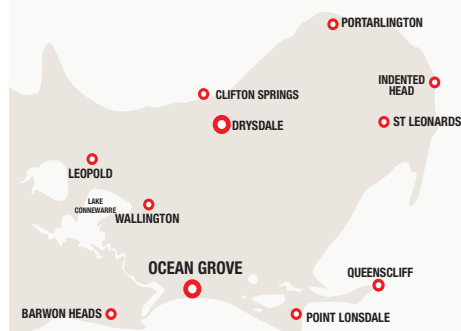 PORTARLINGTON
INDENTED
HEAD
CLIFTON SPRINGS
DRYSDALE
ST LEONARDS
LEOPOLD
LAKE
CONNEWARRE
WALLINGTON
OCEAN GROVE
QUEENSCLIFF
BARWON HEADS
POINT LONSDALE